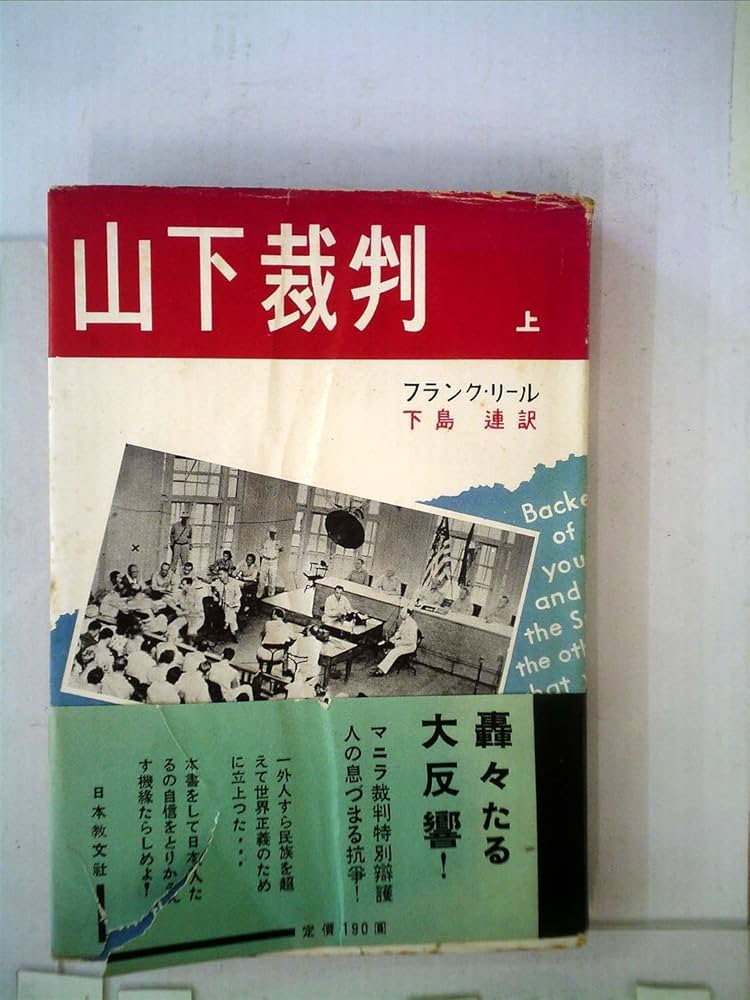 山下裁判
上
フランク・リール
下島 連訳
Backe
of
you
and
the S
the oth
hat
轟々たる
大反響!
マニラ裁判特別辯護
人の息づまる抗爭!
一外人すら民族を超
えて世界正義のため
に立上つた・・・
本書をして日本人た
るの自信をとりかえ
す機縁たらしめよ!
日本教文社
定價190圓